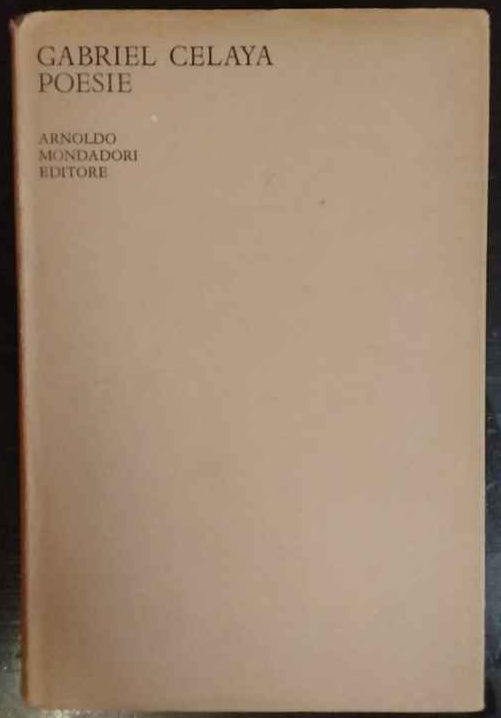 GABRIEL CELAYA
POESIE
ARNOLDO
MONDADORI
EDITORE